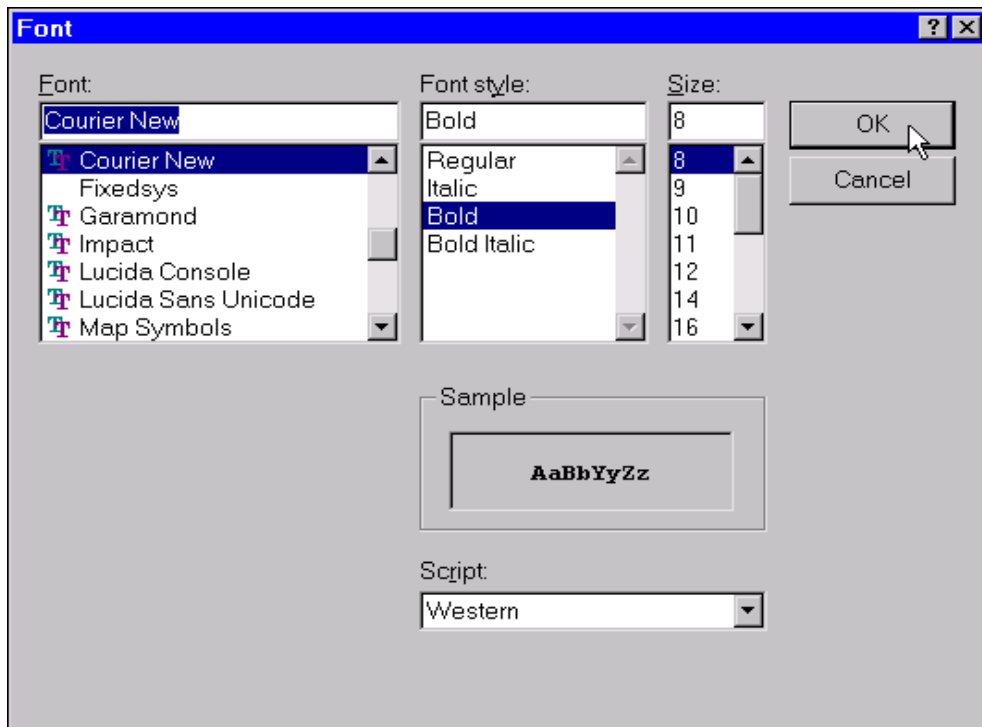 Font
Font:
Courier New
Courier New
Fixedsys
Garamond
Impact
Lucida Console
Lucida Sans Unicode
Map Symbols
Font style:
Bold
Regular
Italic
Bold
Bold Italic
Size:
8
8
9
10
11
12
14
16
OK
Cancel
Sample
AaBbYyZz
Script:
Western